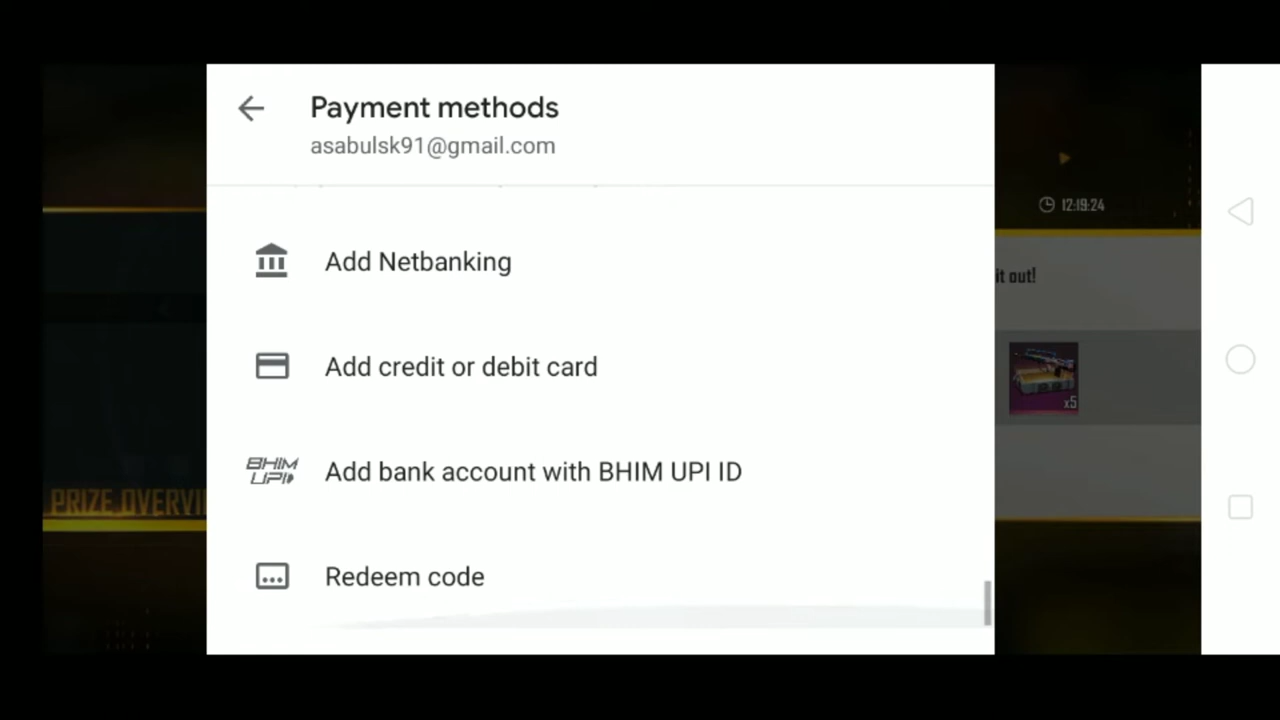 Payment methods
asabulsk91@gmail.com
12:19:24
Add Netbanking
it out!
Add credit or debit card
x5
BHIM
UPI
Add bank account with BHIM UPI ID
PRIZE OVERVI
Redeem code